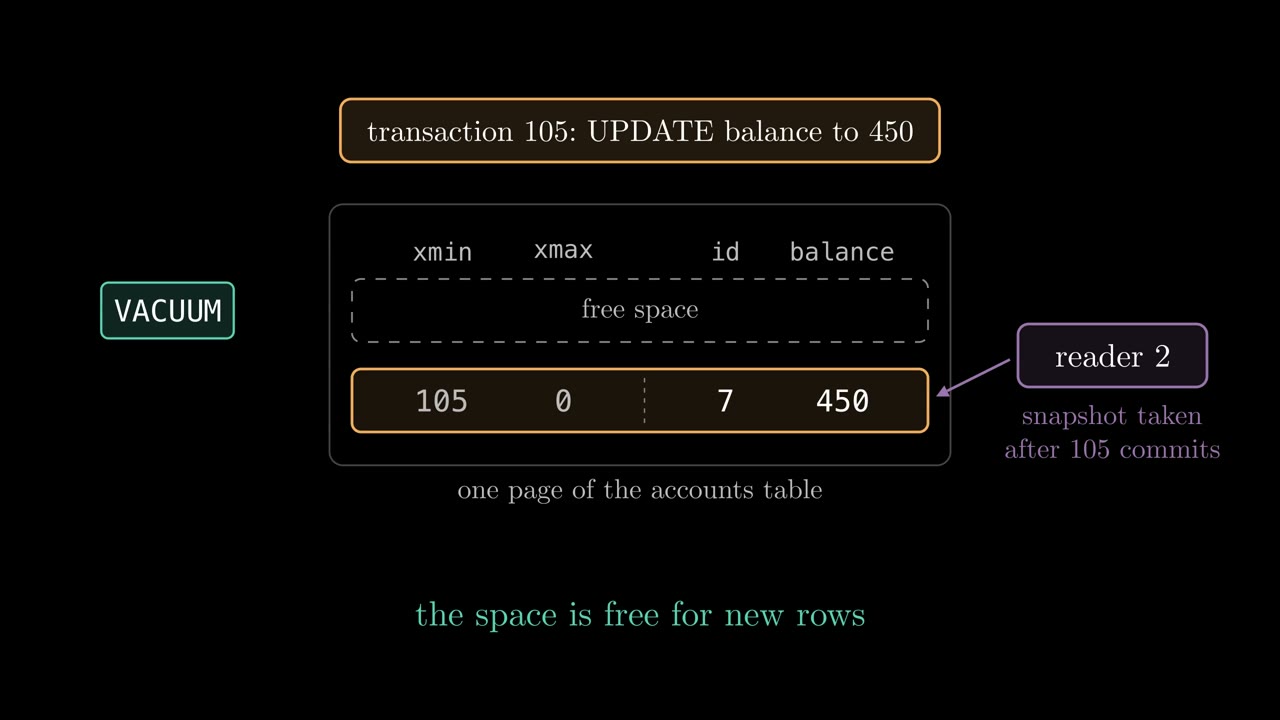 transaction 105: UPDATE balance to 450
xmin xmax id balance
VACUUM
free space
reader 2
105 0 7 450
snapshot taken
after 105 commits
one page of the accounts table
the space is free for new rows